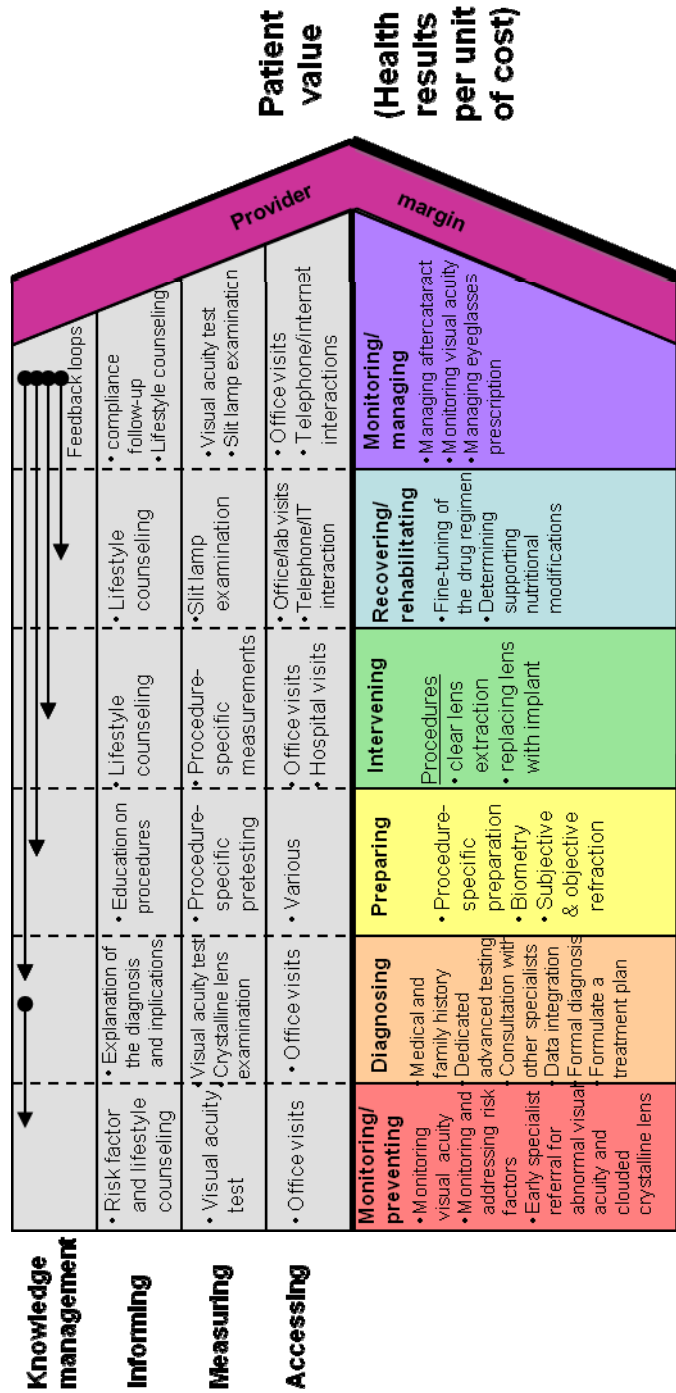 Knowledge
management
Feedback loops
Informing
• Risk factor
and lifestyle
counseling
• Explanation of
the diagnosis
and inplications
• Education on
procedures
• Lifestyle
counseling
• Lifestyle
counseling
• compliance
follow-up
• Lifestyle counseling
Measuring
• Visual acuity
test
• Visual acuity test
• Crystalline lens
examination
• Procedure-
specific
pretesting
• Procedure-
specific
measurements
• Slit lamp
examination
• Visual acuity test
• Slit lamp examination
Accessing
• Office visits
• Office visits
• Various
• Office visits
• Hospital visits
• Office/lab visits
• Telephone/IT
interaction
• Office visits
• Telephone/internet
interactions
Monitoring/
preventing
• Monitoring
visual acuity
• Monitoring and
addressing risk
factors
• Early specialist
referral for
abnormal visual
acuity and
clouded
crystalline lens
Diagnosing
• Medical and
family history
• Dedicated
advanced testing
• Consultation with
other specialists
• Data integration
• Formal diagnosis
• Formulate a
treatment plan
Preparing
• Procedure-
specific
preparation
• Biometry
• Subjective
& objective
refraction
Intervening
Procedures
• clear lens
extraction
• replacing lens
with implant
Recovering/
rehabilitating
• Fine-tuning of
the drug regimen
• Determining
supporting
nutritional
modifications
Monitoring/
managing
• Managing aftercataract
• Monitoring visual acuity
• Managing eyeglasses
prescription
Provider
margin
Patient
value
(Health
results
per unit
of cost)